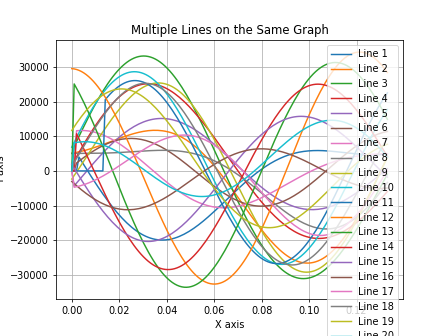 Multiple Lines on the Same Graph
30000
20000
10000
0
−10000
−20000
−30000
0.00 0.02 0.04 0.06 0.08 0.10
X axis
Line 1
Line 2
Line 3
Line 4
Line 5
Line 6
Line 7
Line 8
Line 9
Line 10
Line 11
Line 12
Line 13
Line 14
Line 15
Line 16
Line 17
Line 18
Line 19
Line 20